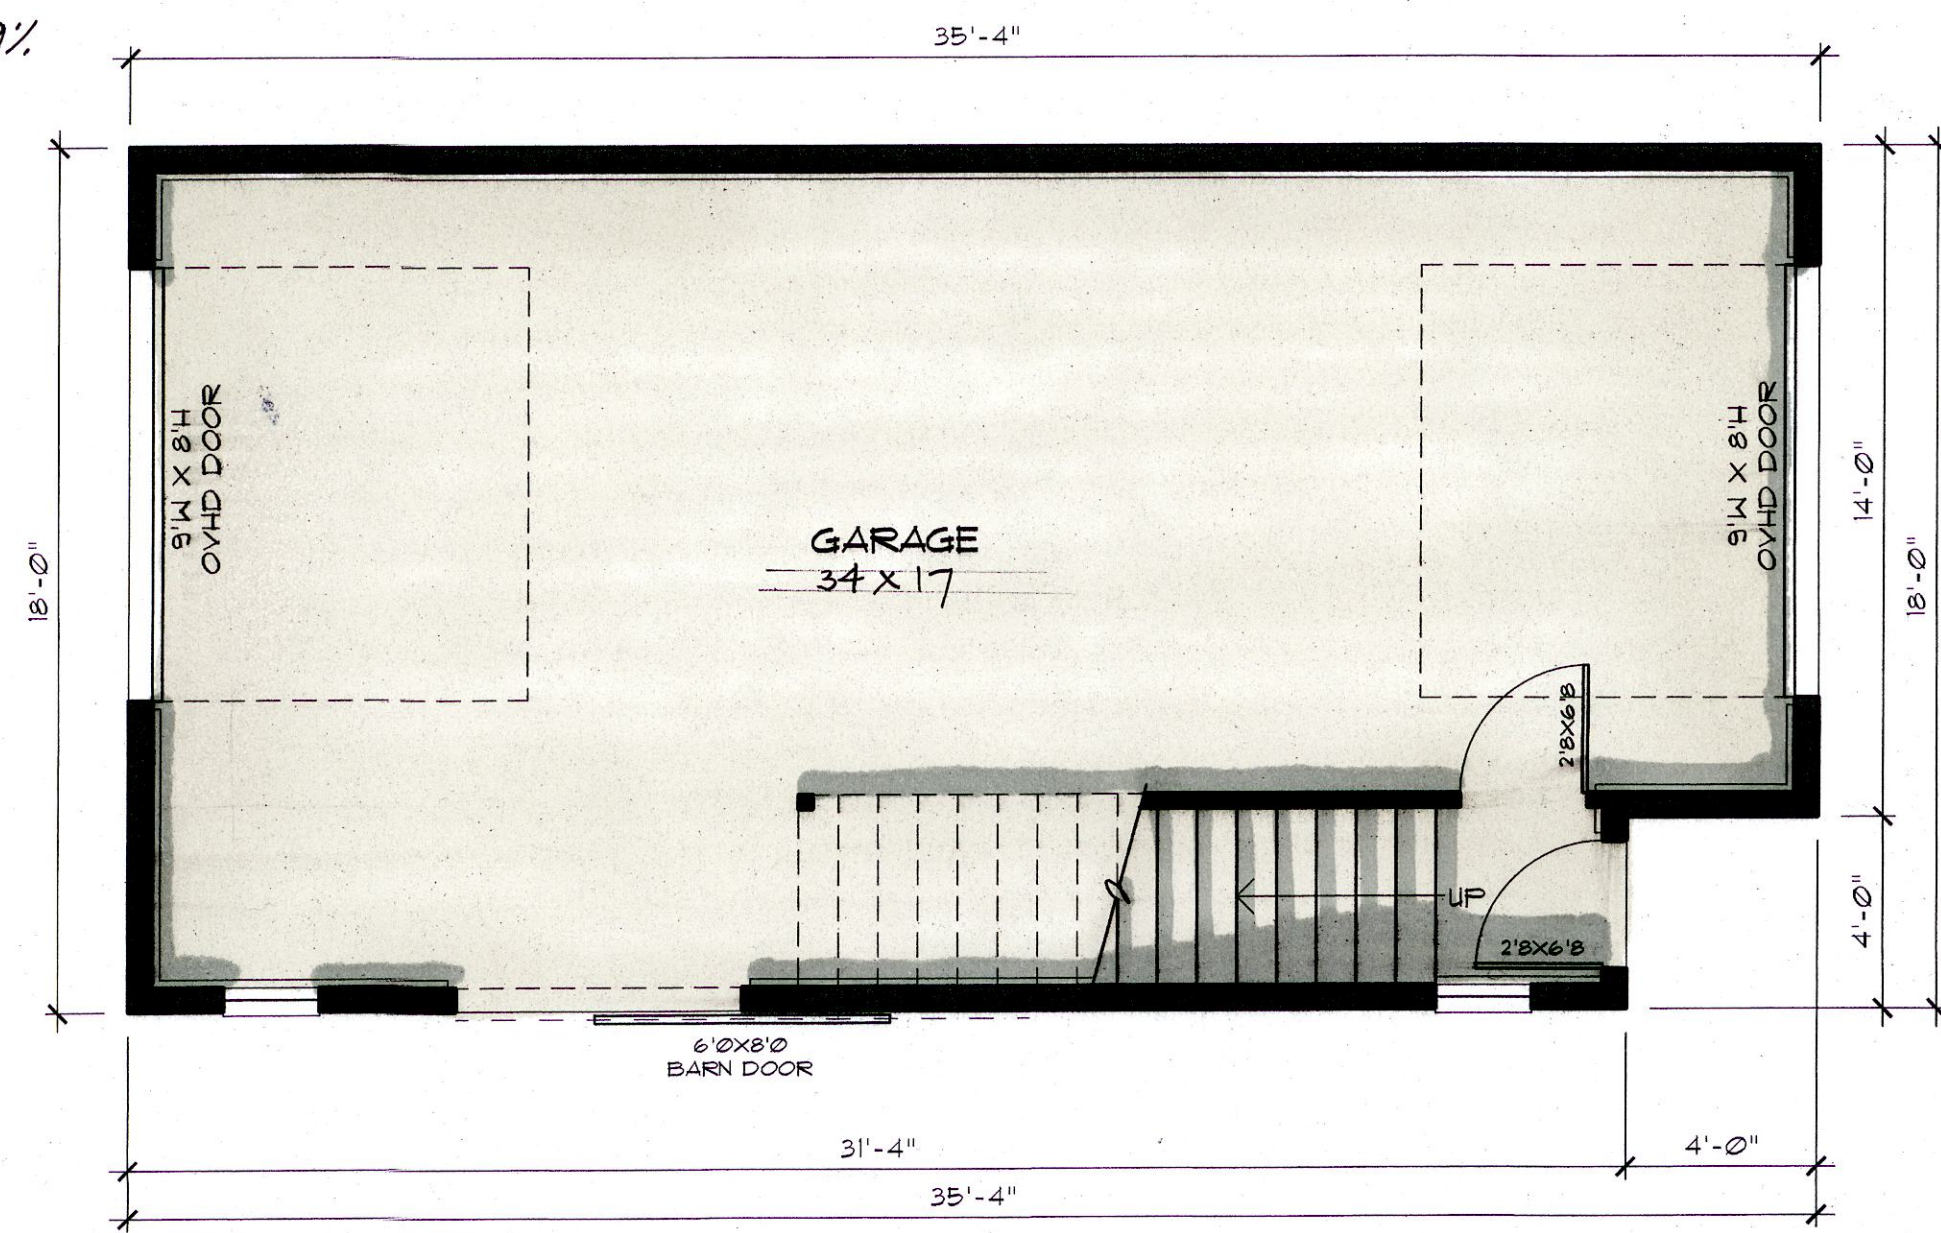 35'-4"
18'-0"
9'W X 8'H
OVHD DOOR
GARAGE
34 X 17
9'W X 8'H
OVHD DOOR
14'-0"
18'-0"
2'8X6'8
UP
2'8X6'8
4'-0"
6'0X8'0
BARN DOOR
31'-4"
4'-0"
35'-4"